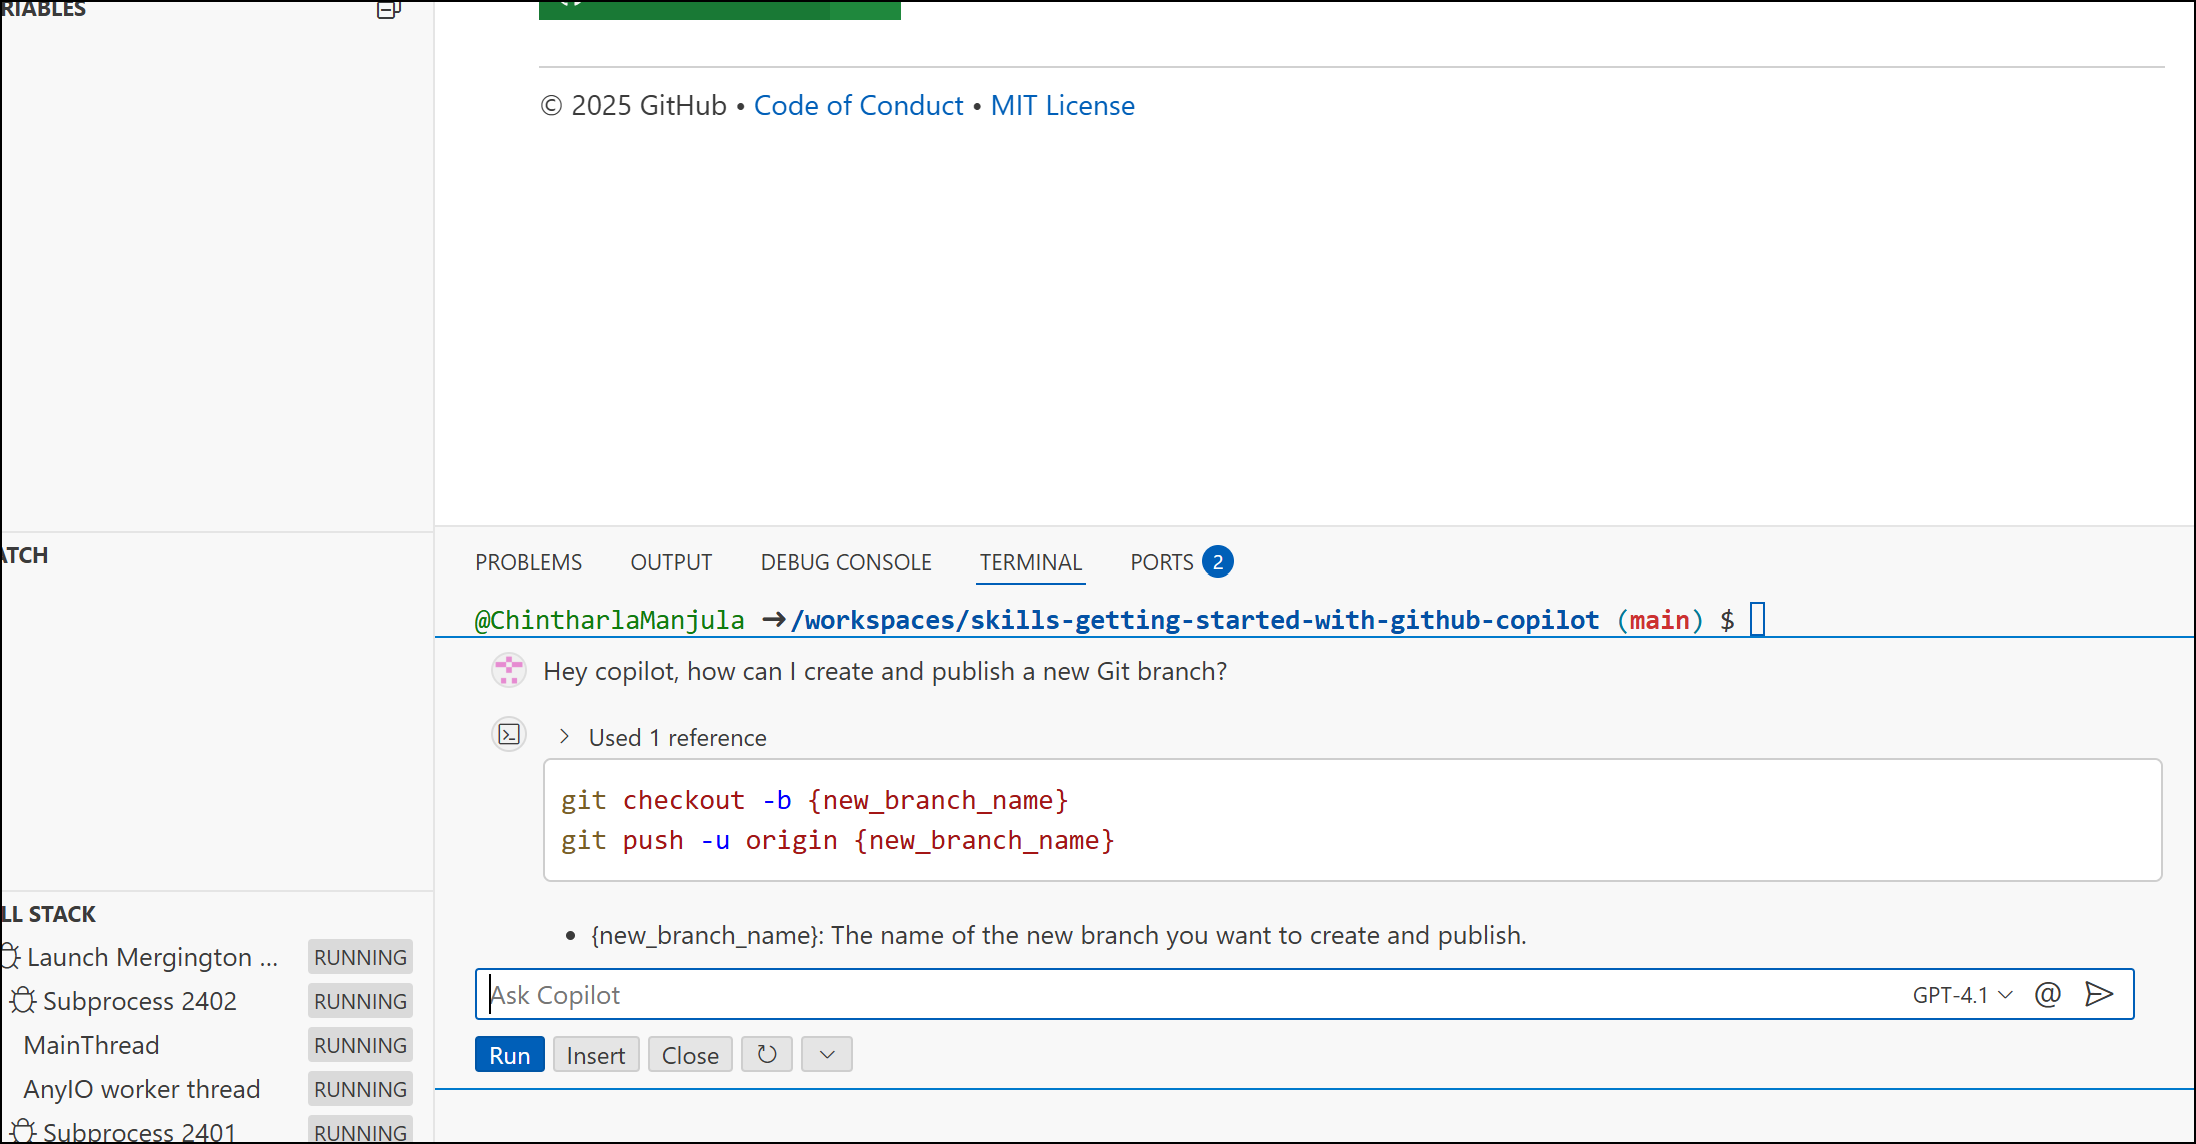 RIABLES
© 2025 GitHub • Code of Conduct • MIT License
ATCH
LL STACK
Launch Mergington ... RUNNING
Subprocess 2402 RUNNING
MainThread RUNNING
AnyIO worker thread RUNNING
Subprocess 2401 RUNNING
PROBLEMS OUTPUT DEBUG CONSOLE TERMINAL PORTS 2
@ChintharlaManjula ➜/workspaces/skills-getting-started-with-github-copilot (main) $
Hey copilot, how can I create and publish a new Git branch?
Used 1 reference
git checkout -b {new_branch_name}
git push -u origin {new_branch_name}
• {new_branch_name}: The name of the new branch you want to create and publish.
Ask Copilot GPT-4.1 @
Run Insert Close